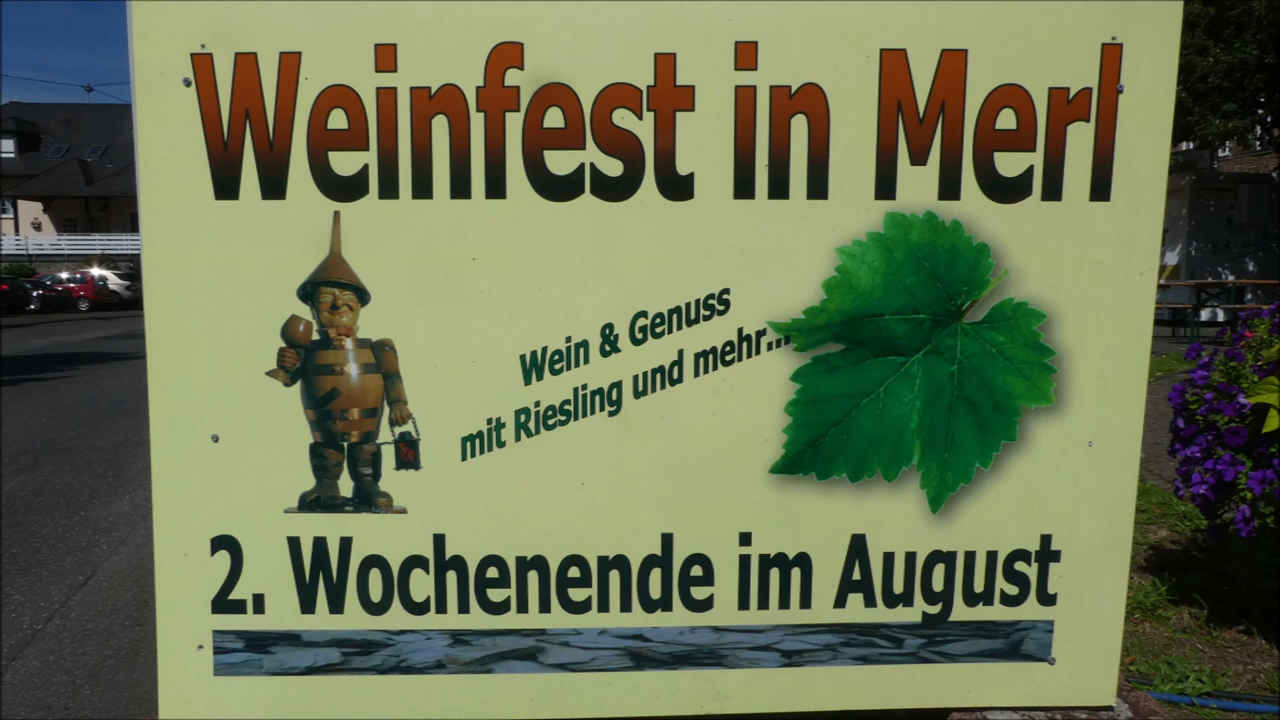 Weinfest in Merl
Wein & Genuss
mit Riesling und mehr...
2. Wochenende im August